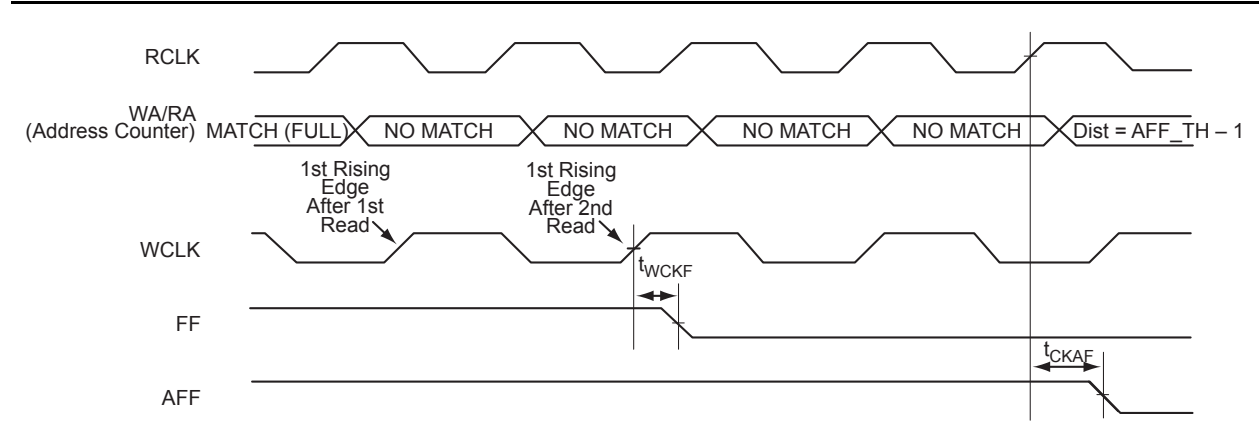 RCLK
WA/RA
(Address Counter) MATCH (FULL) NO MATCH NO MATCH NO MATCH NO MATCH Dist = AFF_TH – 1
1st Rising
Edge
After 1st
Read
1st Rising
Edge
After 2nd
Read
WCLK
tWCKF
FF
tCKAF
AFF